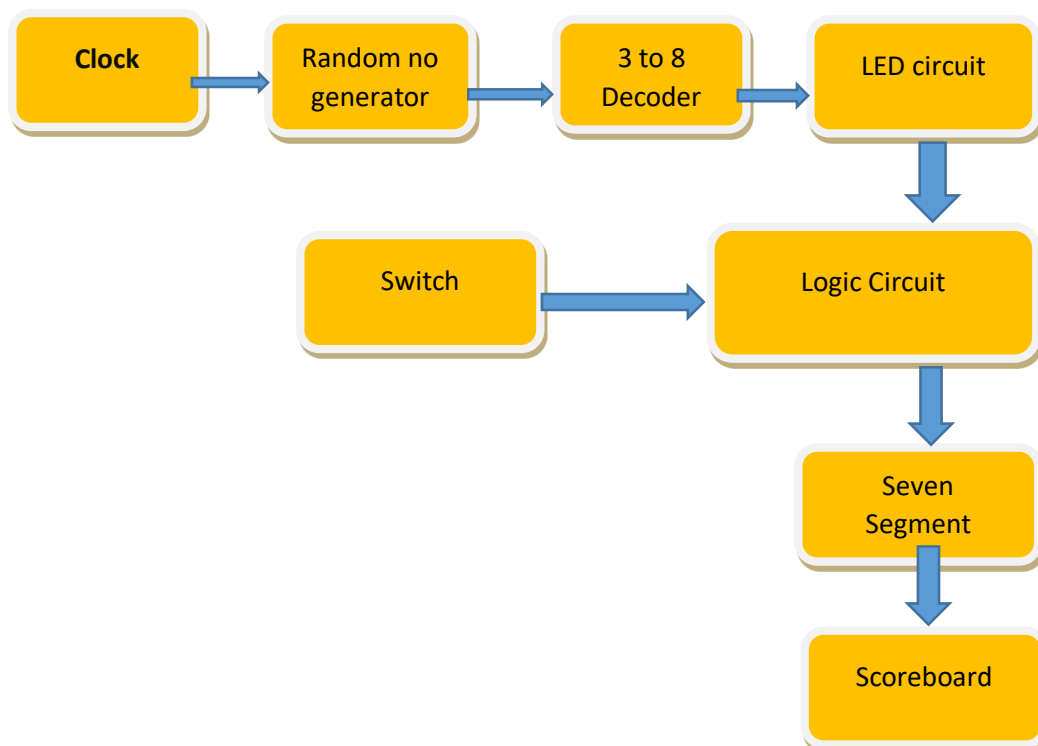 Clock
Random no
generator
3 to 8
Decoder
LED circuit
Switch
Logic Circuit
Seven
Segment
Scoreboard